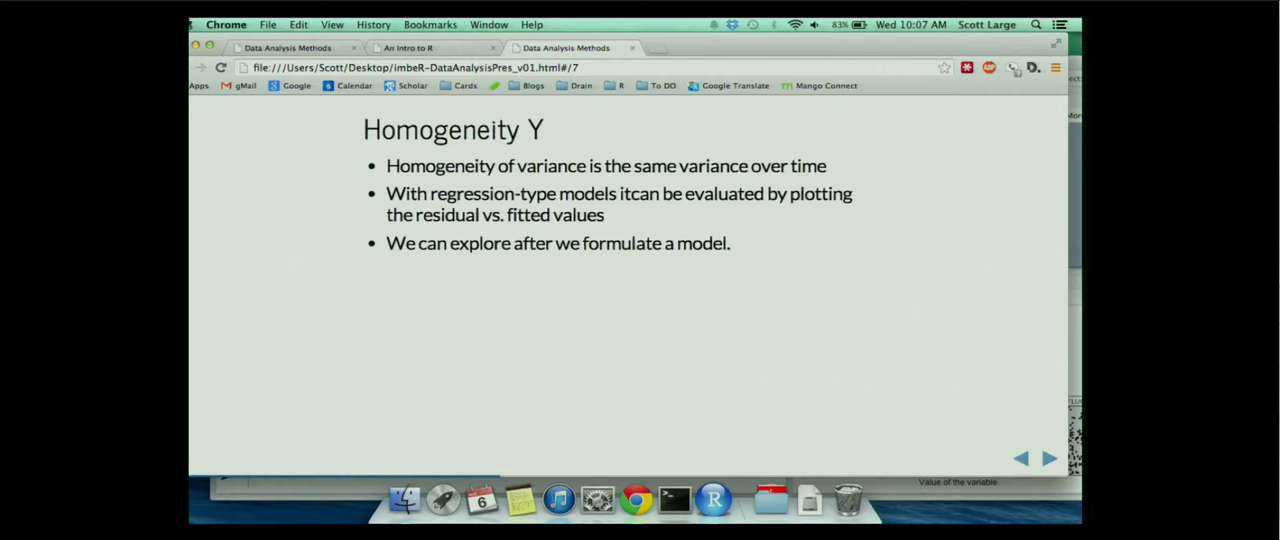 Chrome File Edit View History Bookmarks Window Help 83% Wed 10:07 AM Scott Large
Data Analysis Methods An Intro to R Data Analysis Methods
file:///Users/Scott/Desktop/imbeR-DataAnalysisPres_v01.html#/7 ABP D.
Apps gMail Google Calendar Scholar Cards Blogs Drain R To DO Google Translate Mango Connect
Homogeneity Y
• Homogeneity of variance is the same variance over time
• With regression-type models itcan be evaluated by plotting
the residual vs. fitted values
• We can explore after we formulate a model.
Value of the variable
6
R